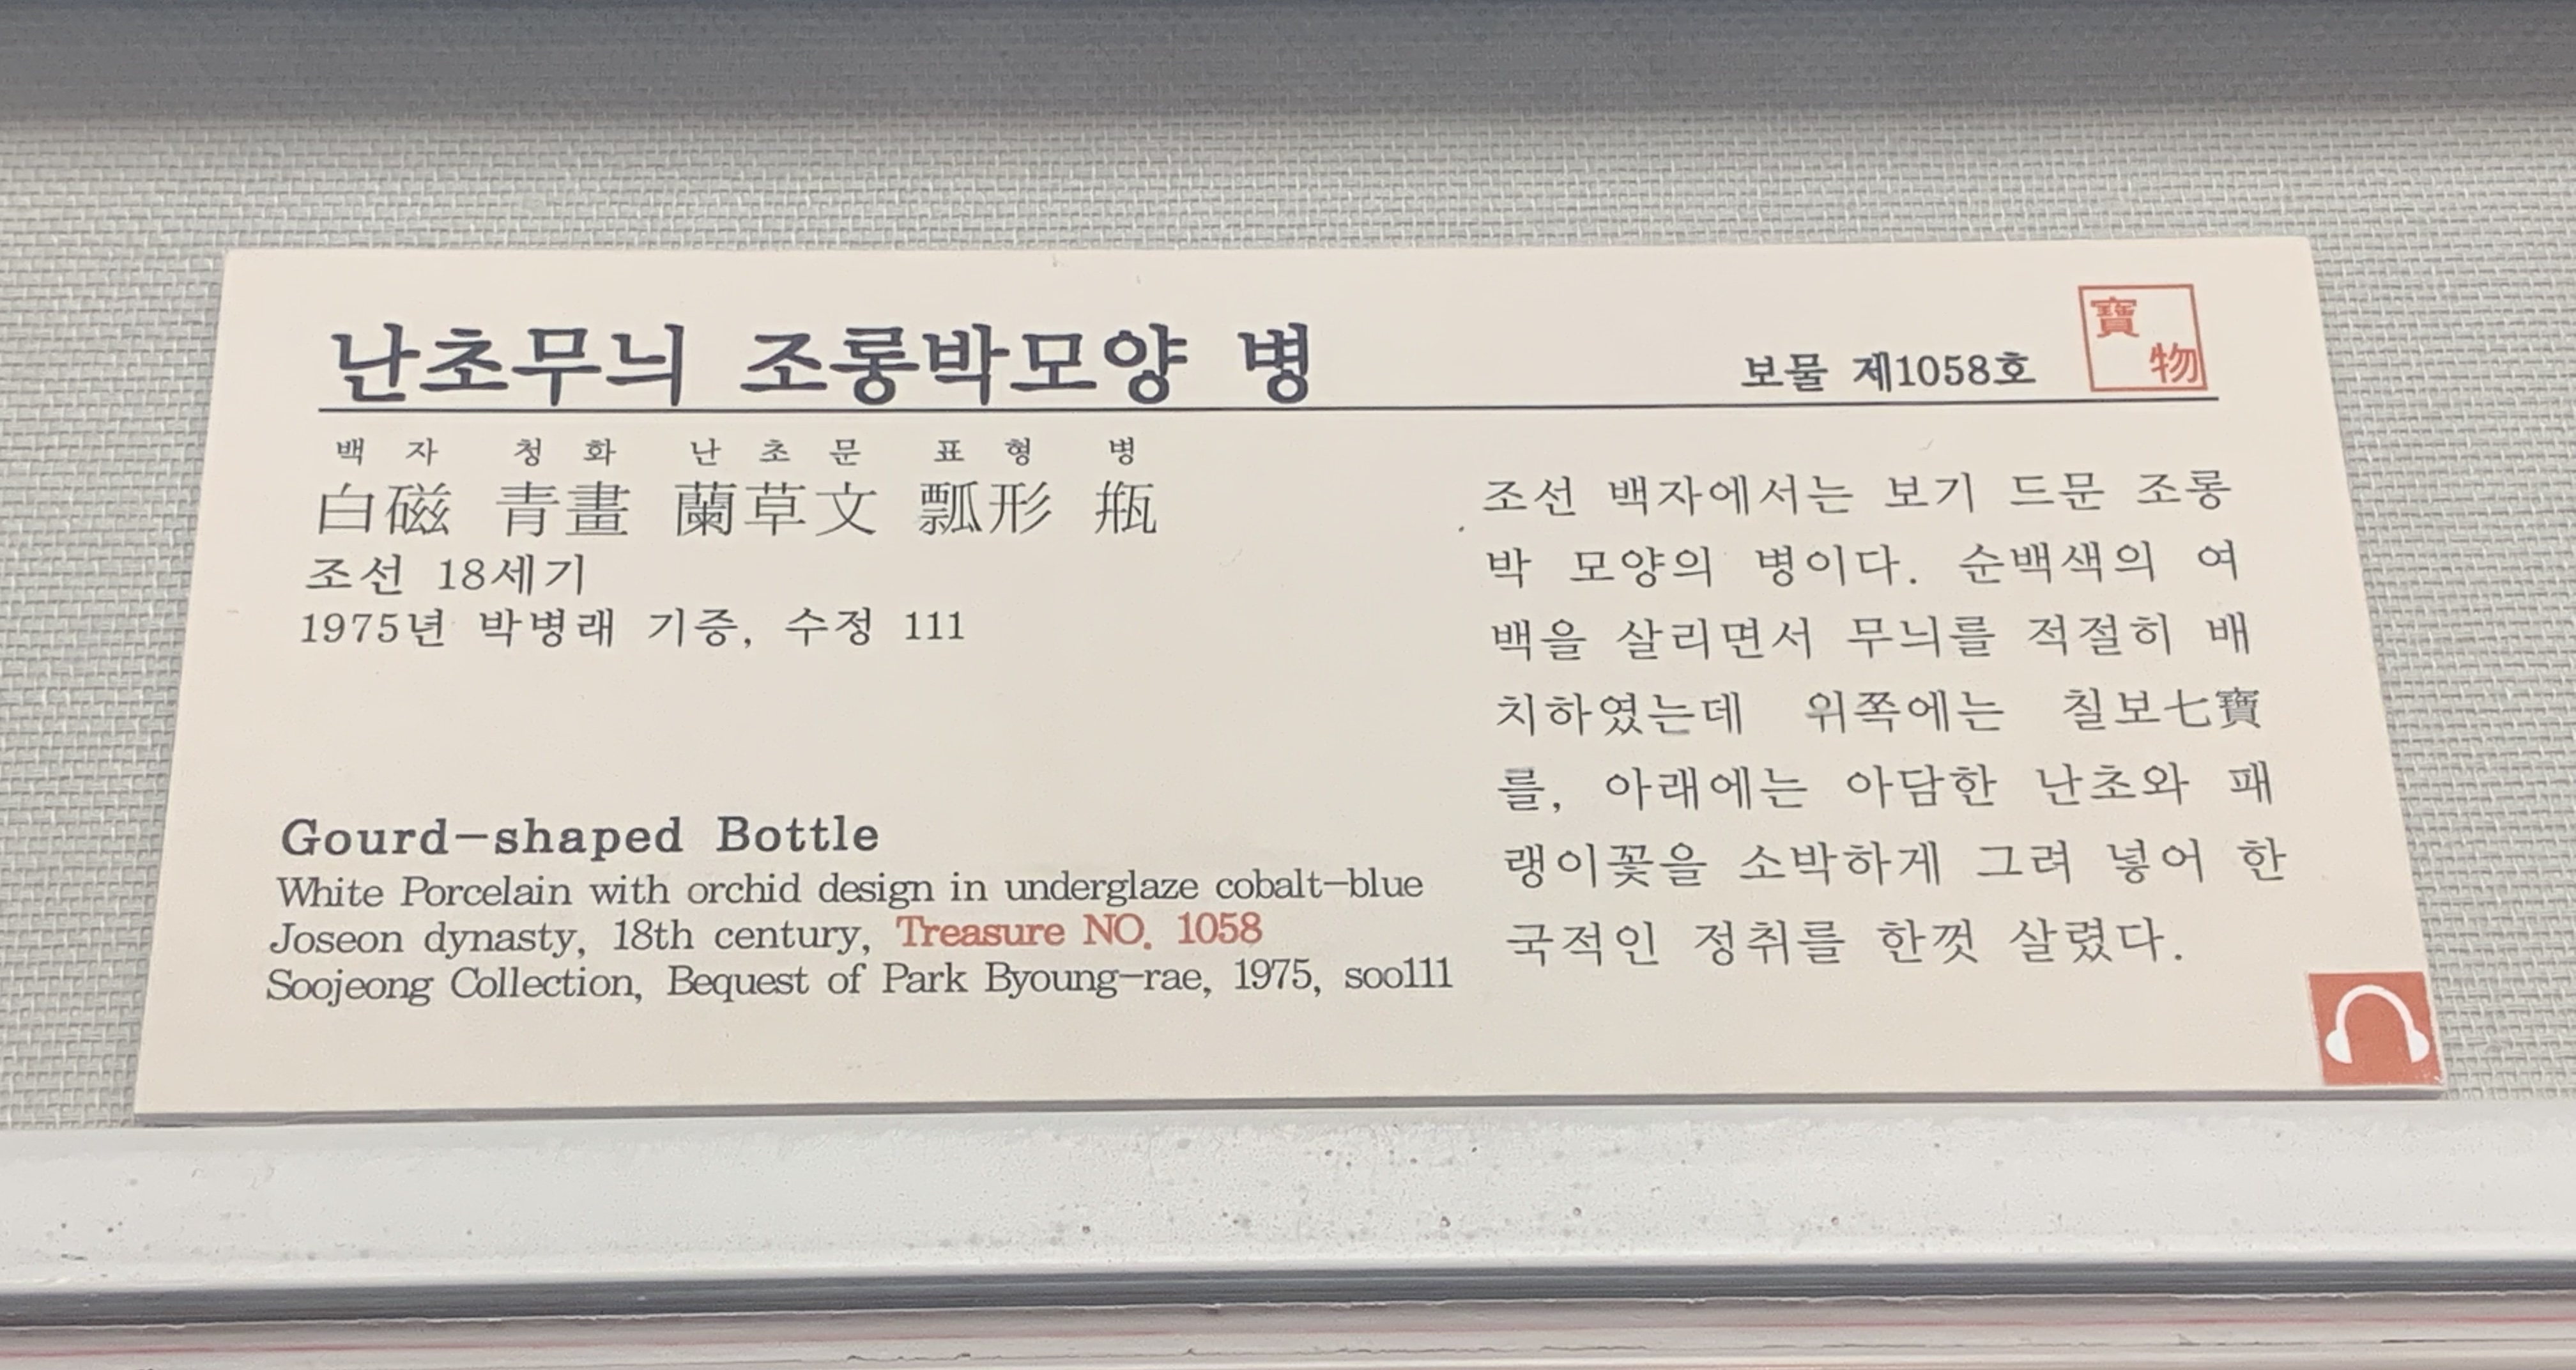 난초무늬 조롱박모양 병
보물 제1058호
寶
物
백 자 청 화 난 초 문 표 형 병
白磁 靑畫 蘭草文 瓢形 甁
조선 18세기
1975년 박병래 기증, 수정 111
Gourd-shaped Bottle
White Porcelain with orchid design in underglaze cobalt-blue
Joseon dynasty, 18th century, Treasure NO. 1058
Soojeong Collection, Bequest of Park Byoung-rae, 1975, soo111
조선 백자에서는 보기 드문 조롱
박 모양의 병이다. 순백색의 여
백을 살리면서 무늬를 적절히 배
치하였는데 위쪽에는 칠보七寶
를, 아래에는 아담한 난초와 패
랭이꽃을 소박하게 그려 넣어 한
국적인 정취를 한껏 살렸다.